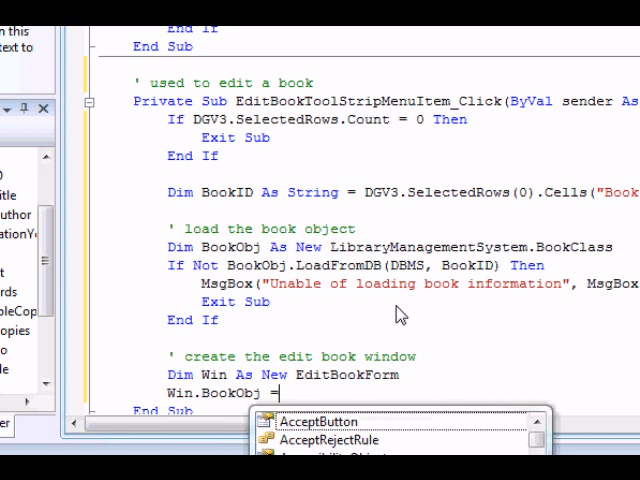 n this
text to
itle
uthor
ationY
t
rds
bleCop
opies
o
le
er
End If
End Sub
' used to edit a book
Private Sub EditBookToolStripMenuItem_Click(ByVal sender As
If DGV3.SelectedRows.Count = 0 Then
Exit Sub
End If
Dim BookID As String = DGV3.SelectedRows(0).Cells("Book
' load the book object
Dim BookObj As New LibraryManagementSystem.BookClass
If Not BookObj.LoadFromDB(DBMS, BookID) Then
MsgBox("Unable of loading book information", MsgBox
Exit Sub
End If
' create the edit book window
Dim Win As New EditBookForm
Win.BookObj =
End Sub
AcceptButton
AcceptRejectRule